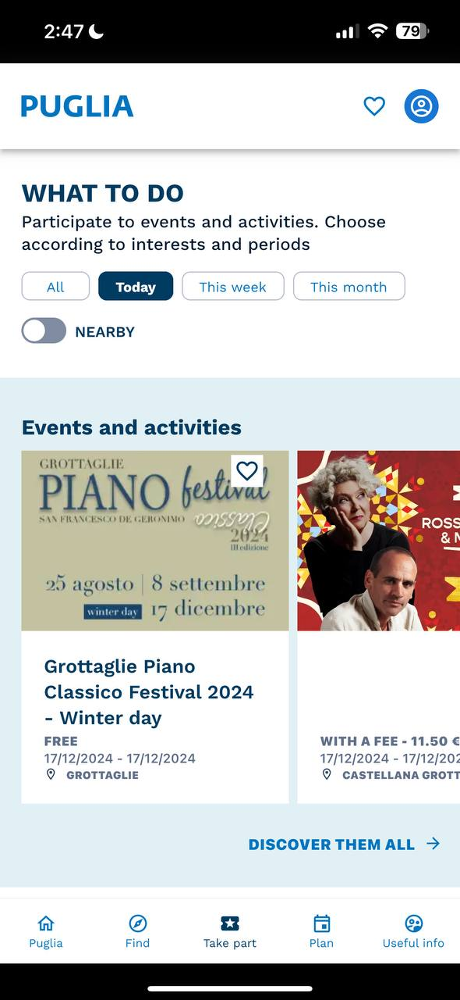 2:47
79
PUGLIA
WHAT TO DO
Participate to events and activities. Choose
according to interests and periods
All
Today
This week
This month
NEARBY
Events and activities
GROTTAGLIE
PIANO festival
SAN FRANCESCO DE GERONIMO
Classico
2024
III edizione
25 agosto | 8 settembre
winter day 17 dicembre
ROSS
& N
Grottaglie Piano
Classico Festival 2024
- Winter day
FREE
17/12/2024 - 17/12/2024
GROTTAGLIE
WITH A FEE - 11.50 €
17/12/2024 - 17/12/202
CASTELLANA GROTT
DISCOVER THEM ALL
Puglia
Find
Take part
Plan
Useful info